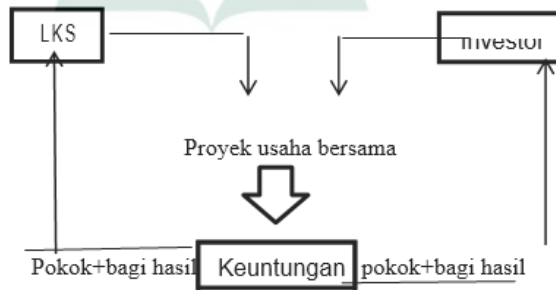 LKS
Investor
Proyek usaha bersama
Pokok+bagi hasil
Keuntungan
pokok+bagi hasil